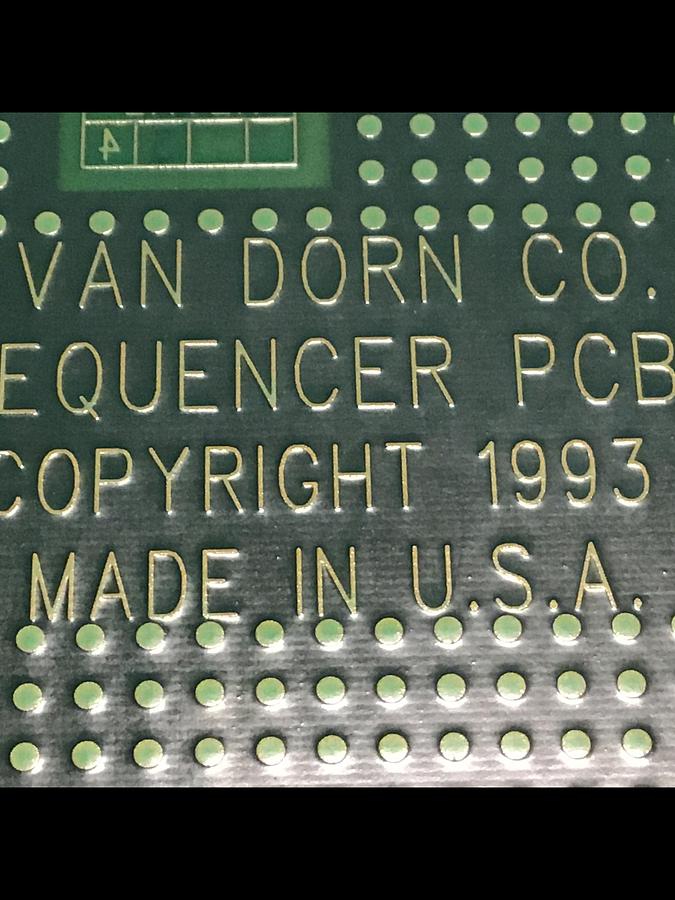 4
VAN DORN CO.
EQUENCER PCB
COPYRIGHT 1993
MADE IN U.S.A.